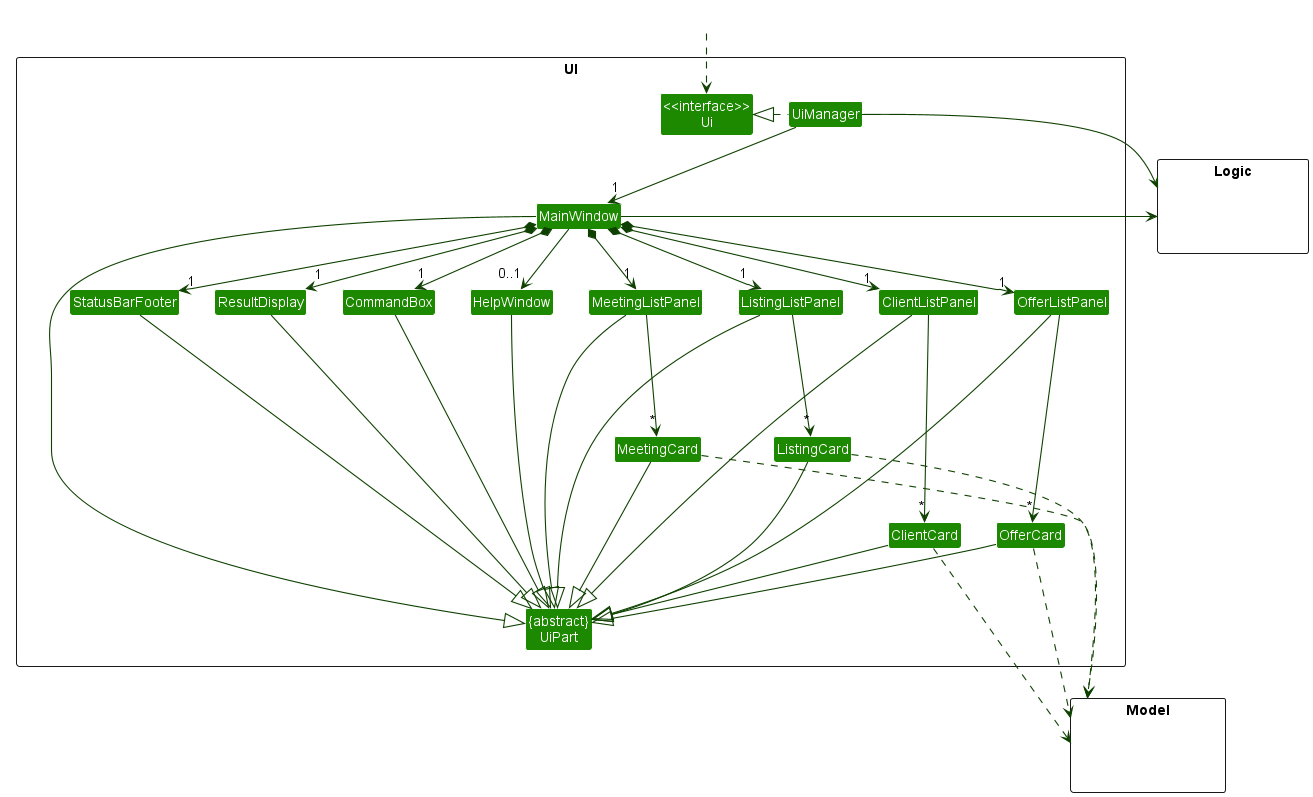 UI
<<interface>>
Ui
UiManager
Logic
1
MainWindow
1
1
1
0..1
1
1
1
1
StatusBarFooter
ResultDisplay
CommandBox
HelpWindow
MeetingListPanel
ListingListPanel
ClientListPanel
OfferListPanel
*
*
MeetingCard
ListingCard
*
*
ClientCard
OfferCard
{abstract}
UiPart
Model